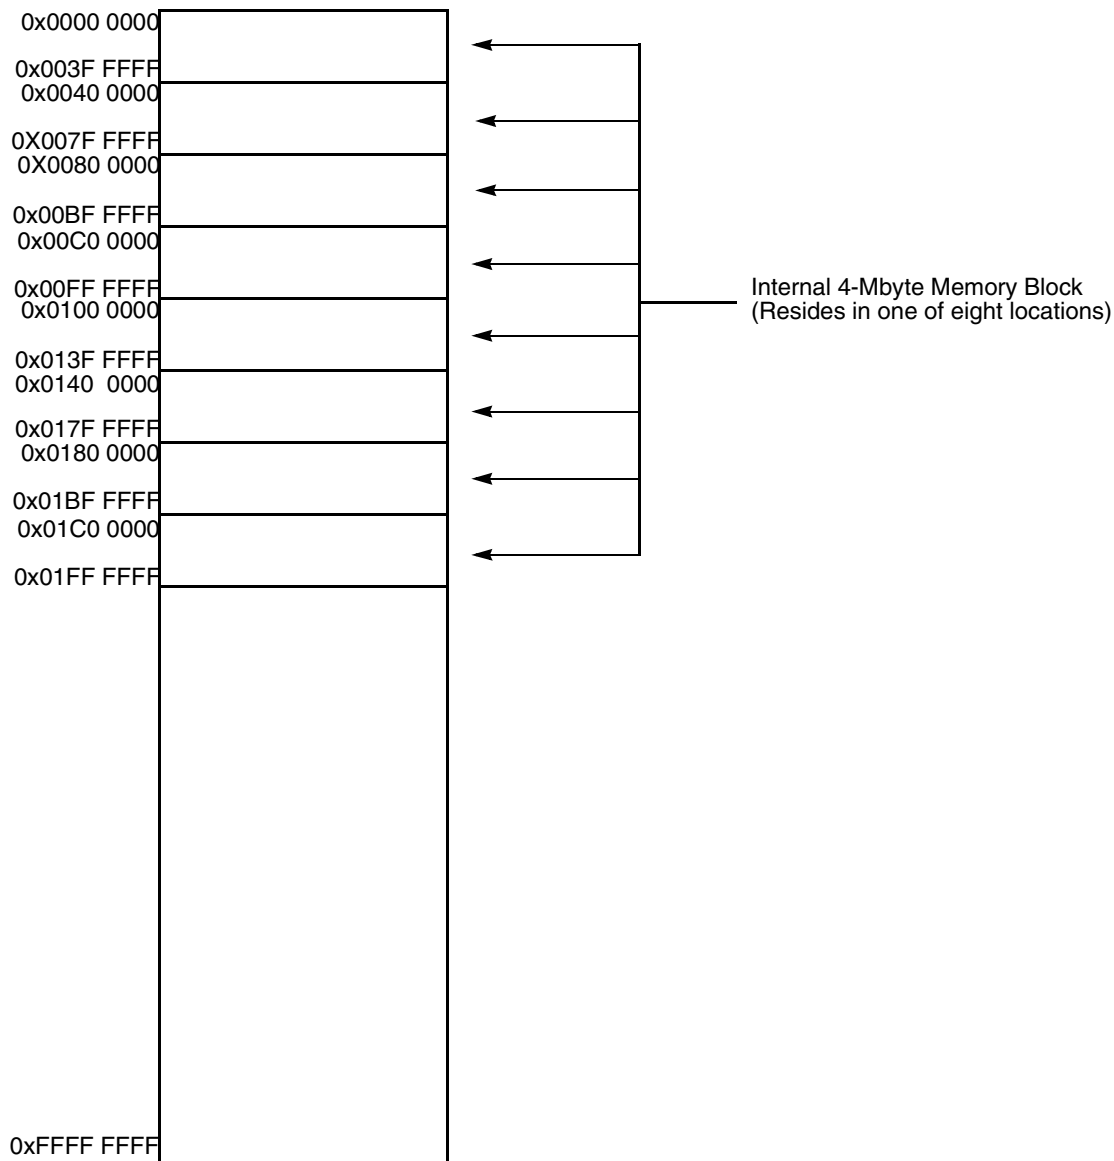 0x0000 0000
0x003F FFFF
0x0040 0000
0X007F FFFF
0X0080 0000
0x00BF FFFF
0x00C0 0000
0x00FF FFFF
0x0100 0000
0x013F FFFF
0x0140  0000
0x017F FFFF
0x0180 0000
0x01BF FFFF
0x01C0 0000
0x01FF FFFF
0xFFFF FFFF
Internal 4-Mbyte Memory Block
(Resides in one of eight locations)